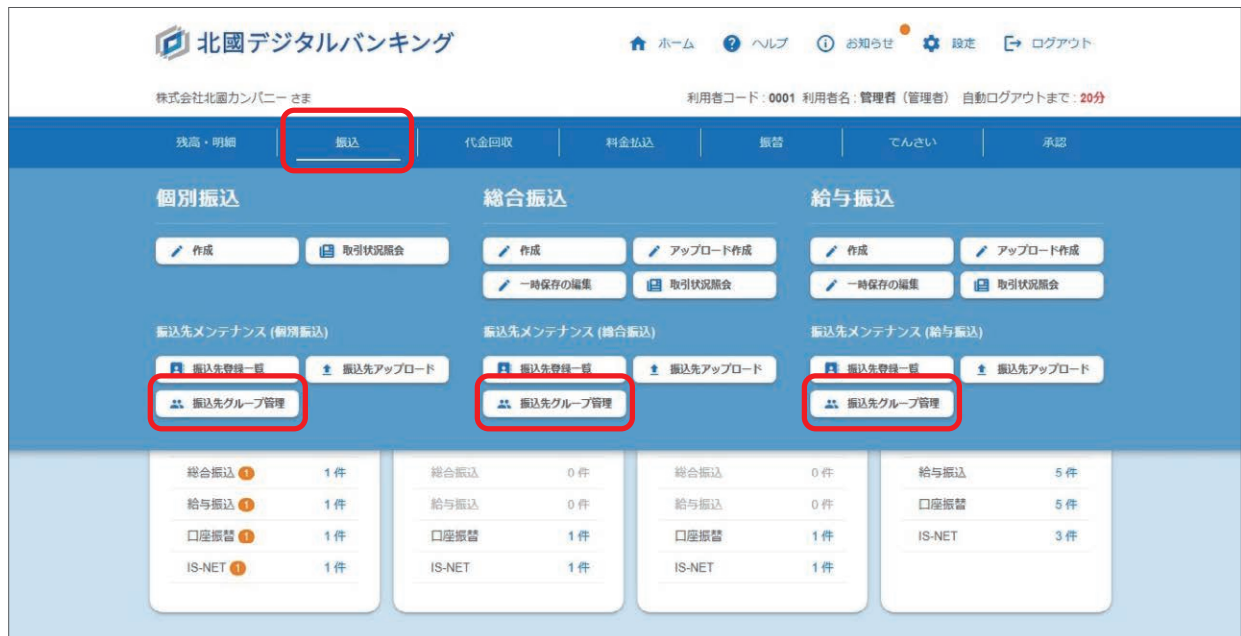 北國デジタルバンキング
ホーム ヘルプ お知らせ 設定 ログアウト
株式会社北國カンパニー さま 利用者コード : 0001 利用者名 : 管理者 (管理者) 自動ログアウトまで : 20分
残高・明細 振込 代金回収 料金払込 振替 でんさい 承認
個別振込 総合振込 給与振込
作成 取引状況照会 作成 アップロード作成 作成 アップロード作成
一時保存の編集 取引状況照会 一時保存の編集 取引状況照会
振込先メンテナンス (個別振込) 振込先メンテナンス (総合振込) 振込先メンテナンス (給与振込)
振込先登録一覧 振込先アップロード 振込先登録一覧 振込先アップロード 振込先登録一覧 振込先アップロード
振込先グループ管理 振込先グループ管理 振込先グループ管理
総合振込 1 1 件 総合振込 0 件 総合振込 0 件 給与振込 5 件
給与振込 1 1 件 給与振込 0 件 給与振込 0 件 口座振替 5 件
口座振替 1 1 件 口座振替 1 件 口座振替 1 件 IS-NET 3 件
IS-NET 1 1 件 IS-NET 1 件 IS-NET 1 件